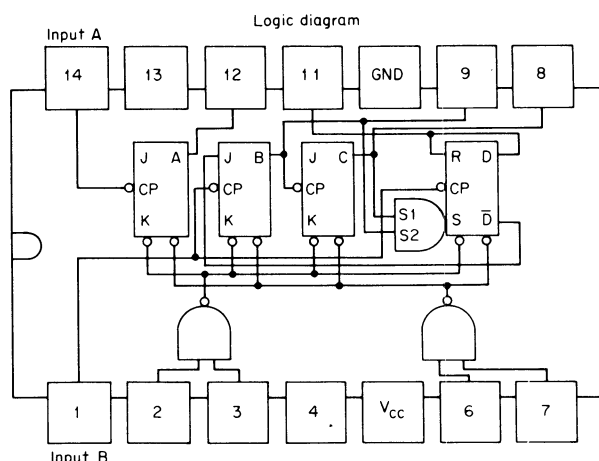 Logic diagram
Input A
14 13 12 11 GND 9 8
J A J B J C R D
CP CP CP CP
K K K S1 S D̅
S2
1 2 3 4 VCC 6 7
Input B